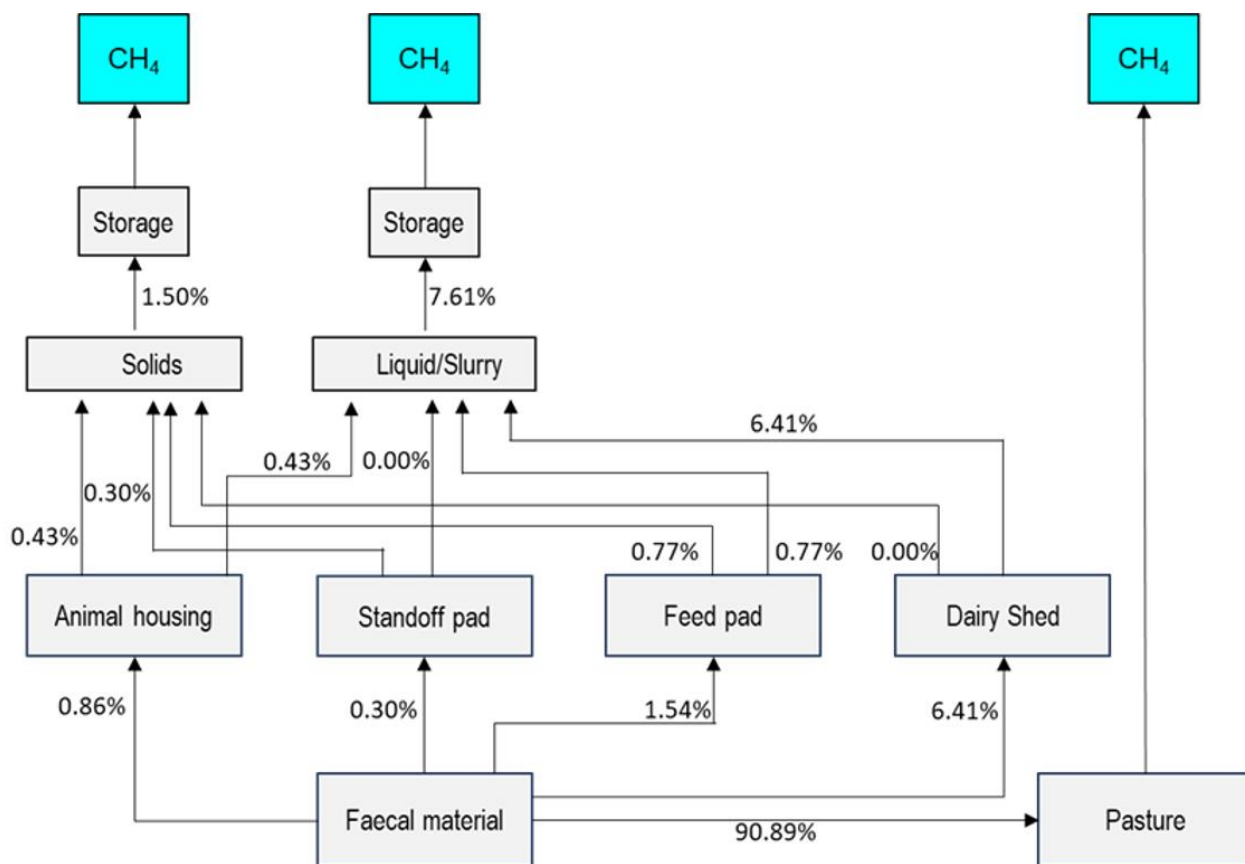 CH₄
CH₄
CH₄
Storage
Storage
1.50%
7.61%
Solids
Liquid/Slurry
6.41%
0.43%
0.00%
0.30%
0.43%
0.77%
0.77%
0.00%
Animal housing
Standoff pad
Feed pad
Dairy Shed
0.86%
0.30%
1.54%
6.41%
Faecal material
90.89%
Pasture